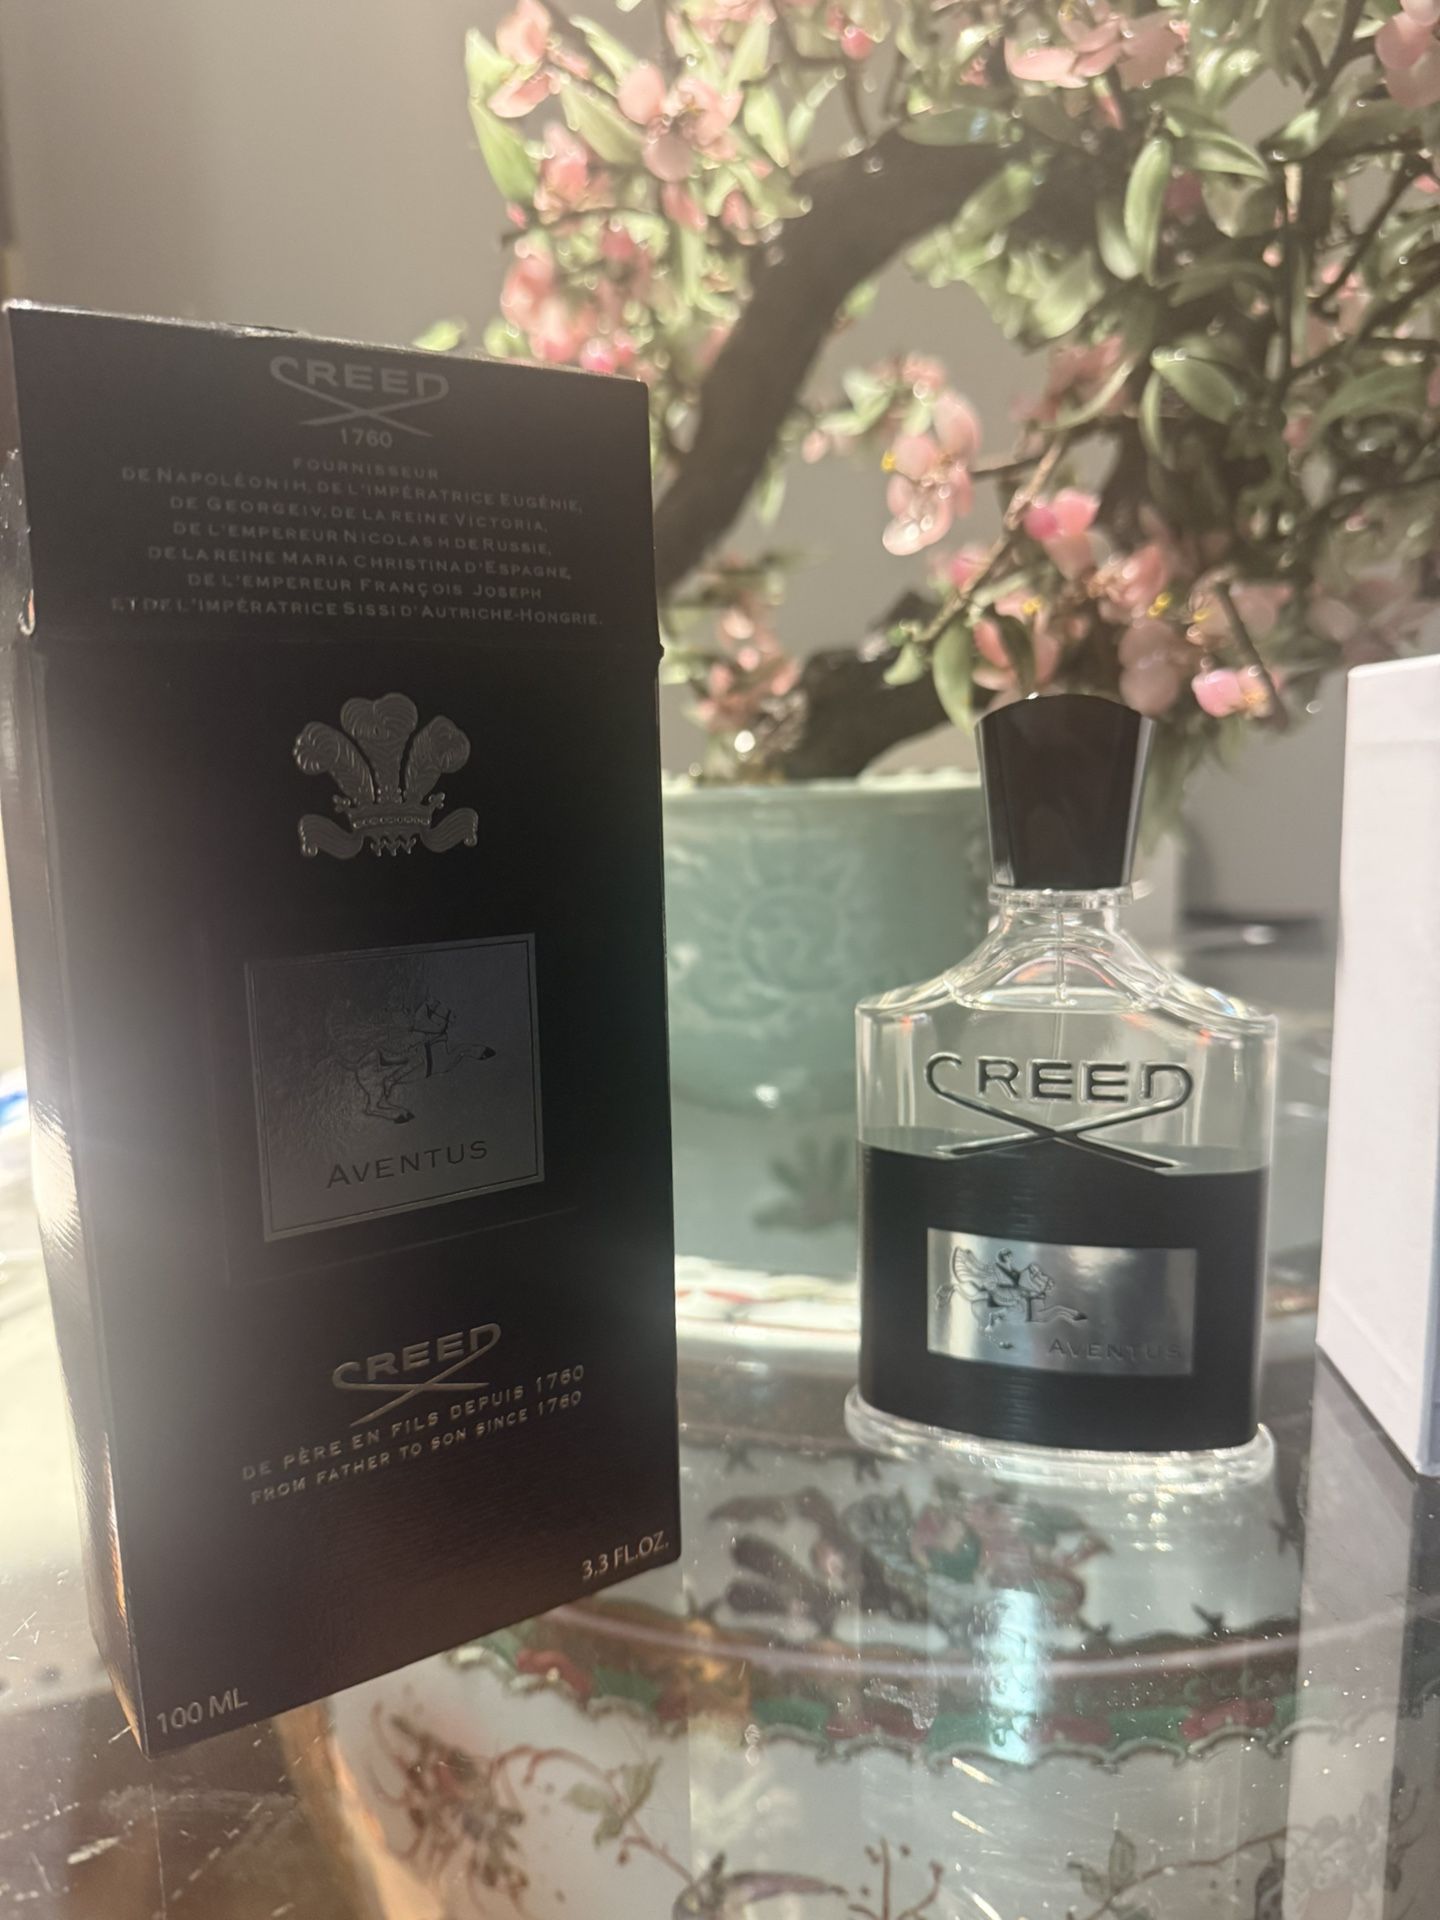 CREED
1760
FOURNISSEUR
DE NAPOLÉON IH, DE L'IMPÉRATRICE EUGÉNIE,
DE GEORGE IV, DE LA REINE VICTORIA,
DE L'EMPEREUR NICOLAS H DE RUSSIE,
DE LA REINE MARIA CHRISTINA D'ESPAGNE,
DE L'EMPEREUR FRANÇOIS JOSEPH
ET DE L'IMPÉRATRICE SISSI D'AUTRICHE-HONGRIE.
AVENTUS
CREED
DE PÈRE EN FILS DEPUIS 1760
FROM FATHER TO SON SINCE 1760
3.3 FL.OZ.
100 ML
CREED
AVENTUS